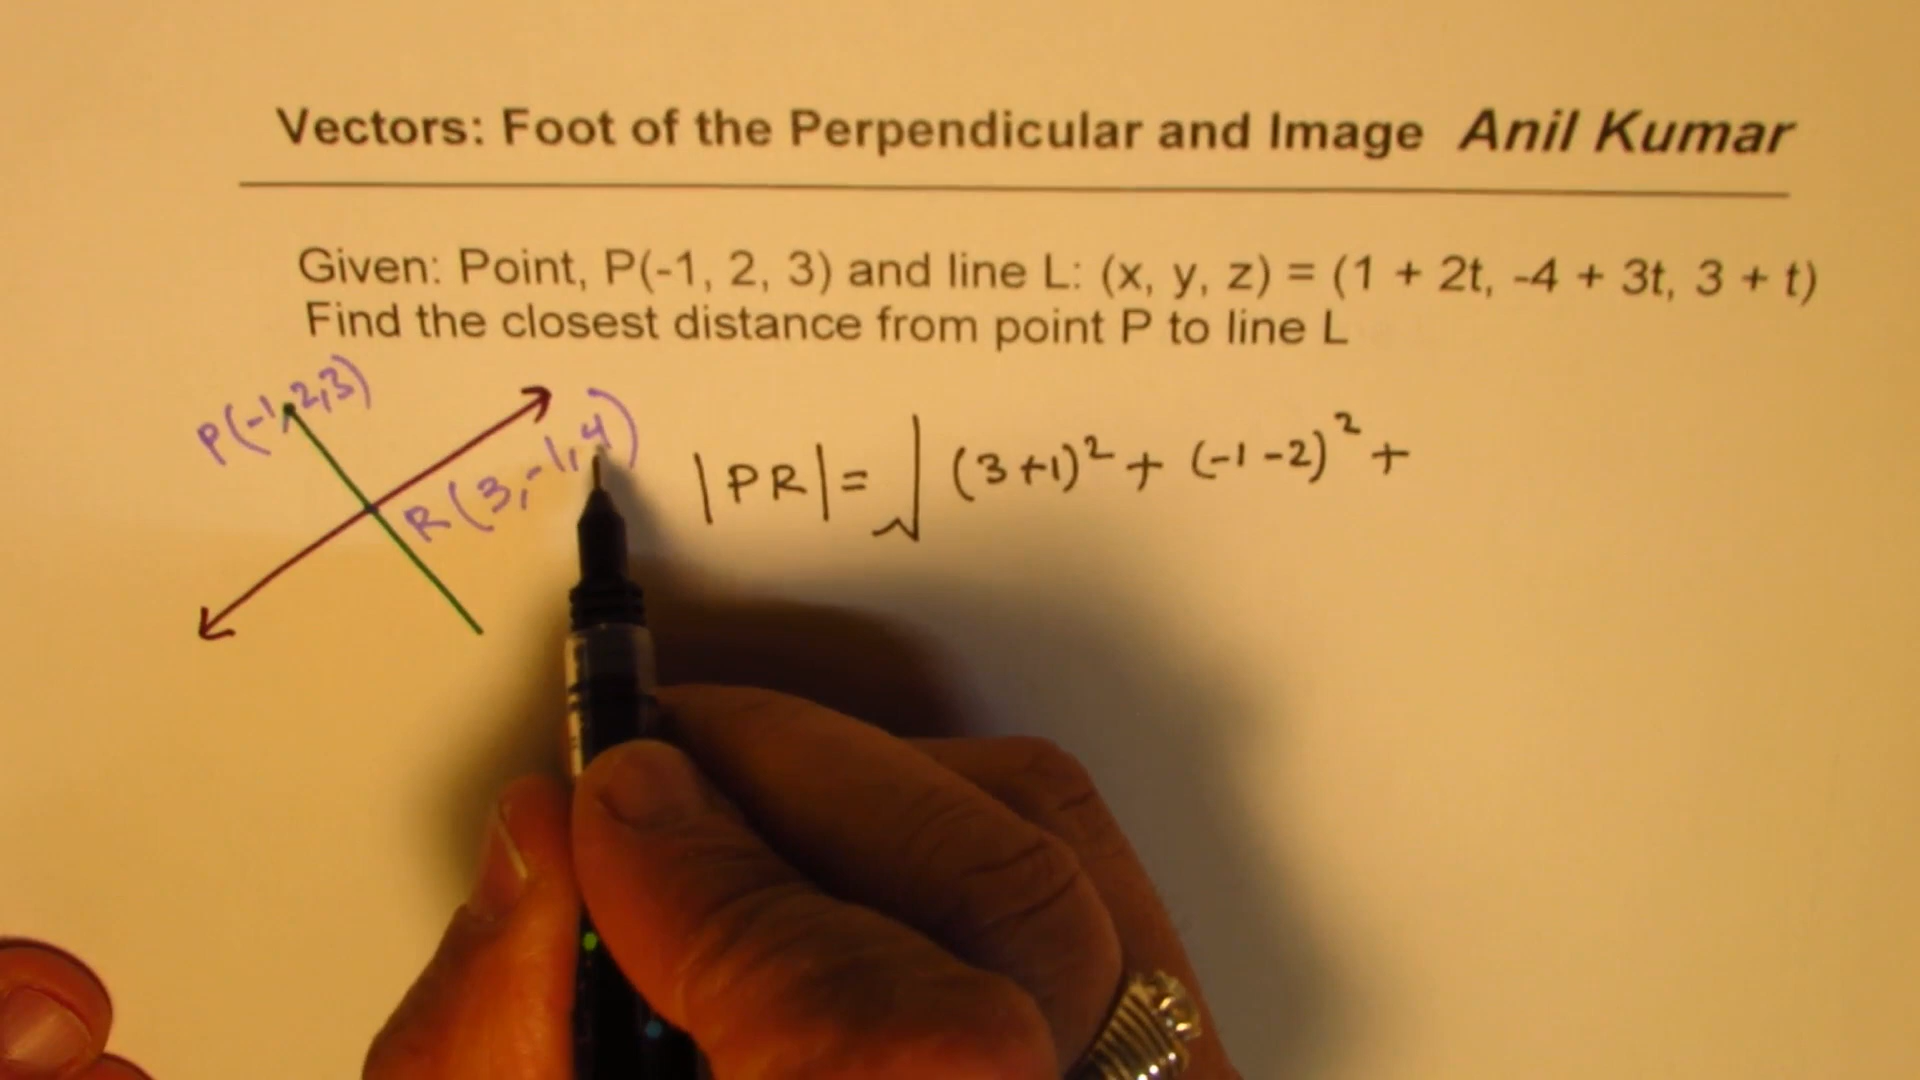 Vectors: Foot of the Perpendicular and Image Anil Kumar
Given: Point, P(-1, 2, 3) and line L: (x, y, z) = (1 + 2t, -4 + 3t, 3 + t)
Find the closest distance from point P to line L
P(-1,2,3)
R(3,-1,4)
|PR| = √ (3+1)² + (-1-2)² +